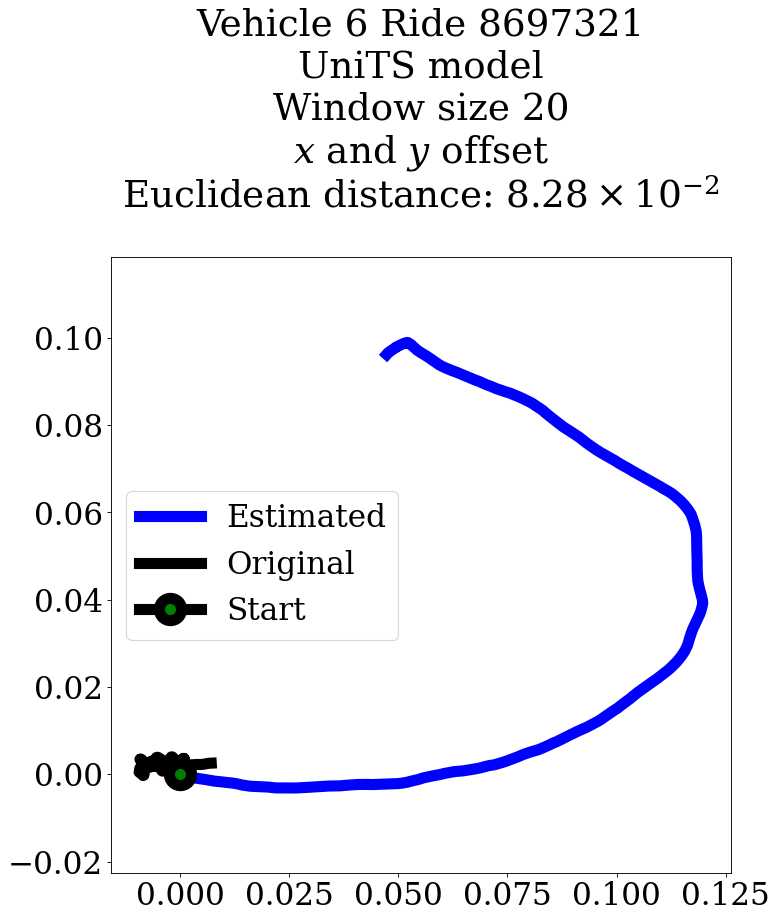 Vehicle 6 Ride 8697321
UniTS model
Window size 20
x and y offset
Euclidean distance: 8.28 × 10⁻²
0.10
0.08
0.06
Estimated
Original
0.04
Start
0.02
0.00
−0.02
0.000 0.025 0.050 0.075 0.100 0.125